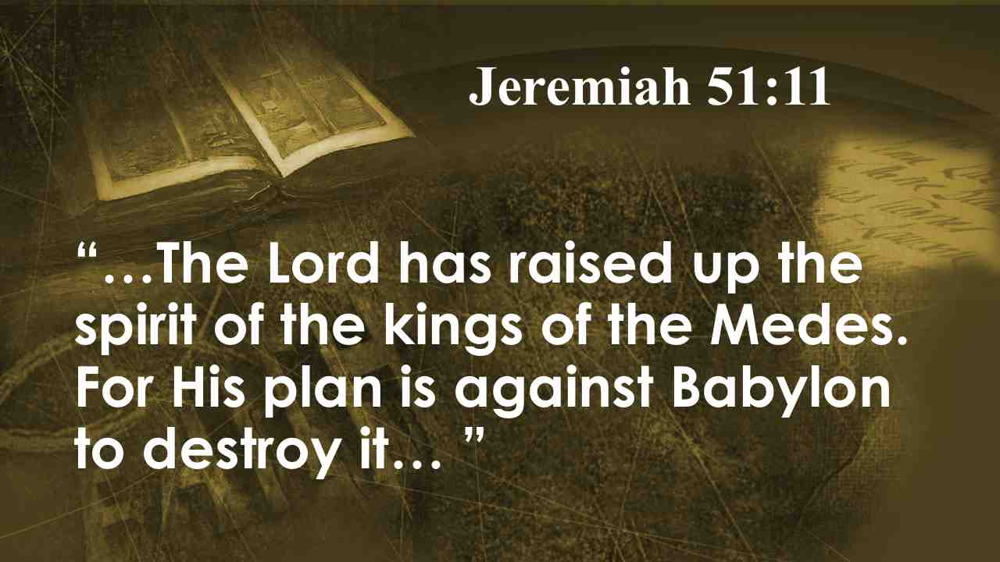 Jeremiah 51:11
“…The Lord has raised up the
spirit of the kings of the Medes.
For His plan is against Babylon
to destroy it… ”